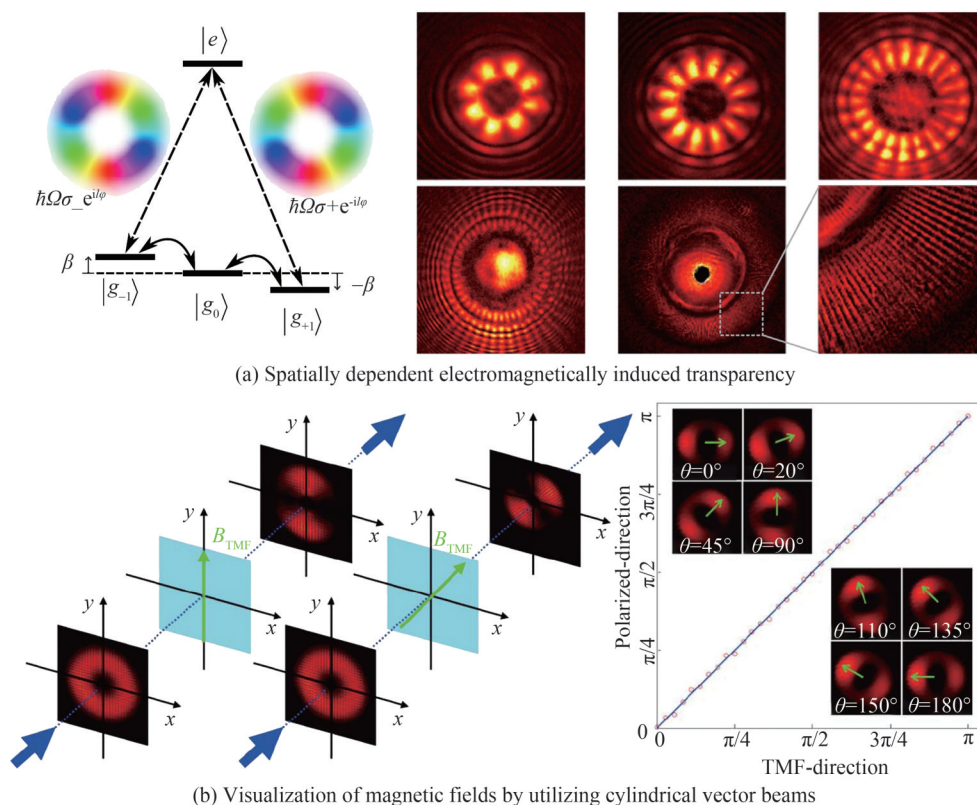 |e⟩
ħΩσ_e^{ilφ}
ħΩσ+e^{-ilφ}
β
-β
|g_{-1}⟩
|g_0⟩
|g_{+1}⟩
(a) Spatially dependent electromagnetically induced transparency
y
x
y
B_TMF
x
y
x
y
x
y
B_TMF
x
y
x
Polarized-direction
π
3π/4
π/2
π/4
0
0 π/4 π/2 3π/4 π
TMF-direction
θ=0° θ=20°
θ=45° θ=90°
θ=110° θ=135°
θ=150° θ=180°
(b) Visualization of magnetic fields by utilizing cylindrical vector beams